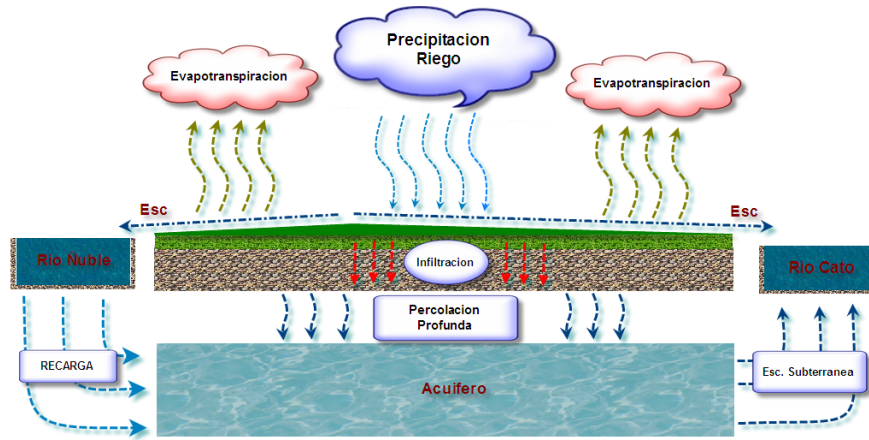 Precipitacion
Riego
Evapotranspiracion
Evapotranspiracion
Esc
Esc
Rio Ñuble
Infiltracion
Rio Cato
Percolacion
Profunda
RECARGA
Acuifero
Esc. Subterranea